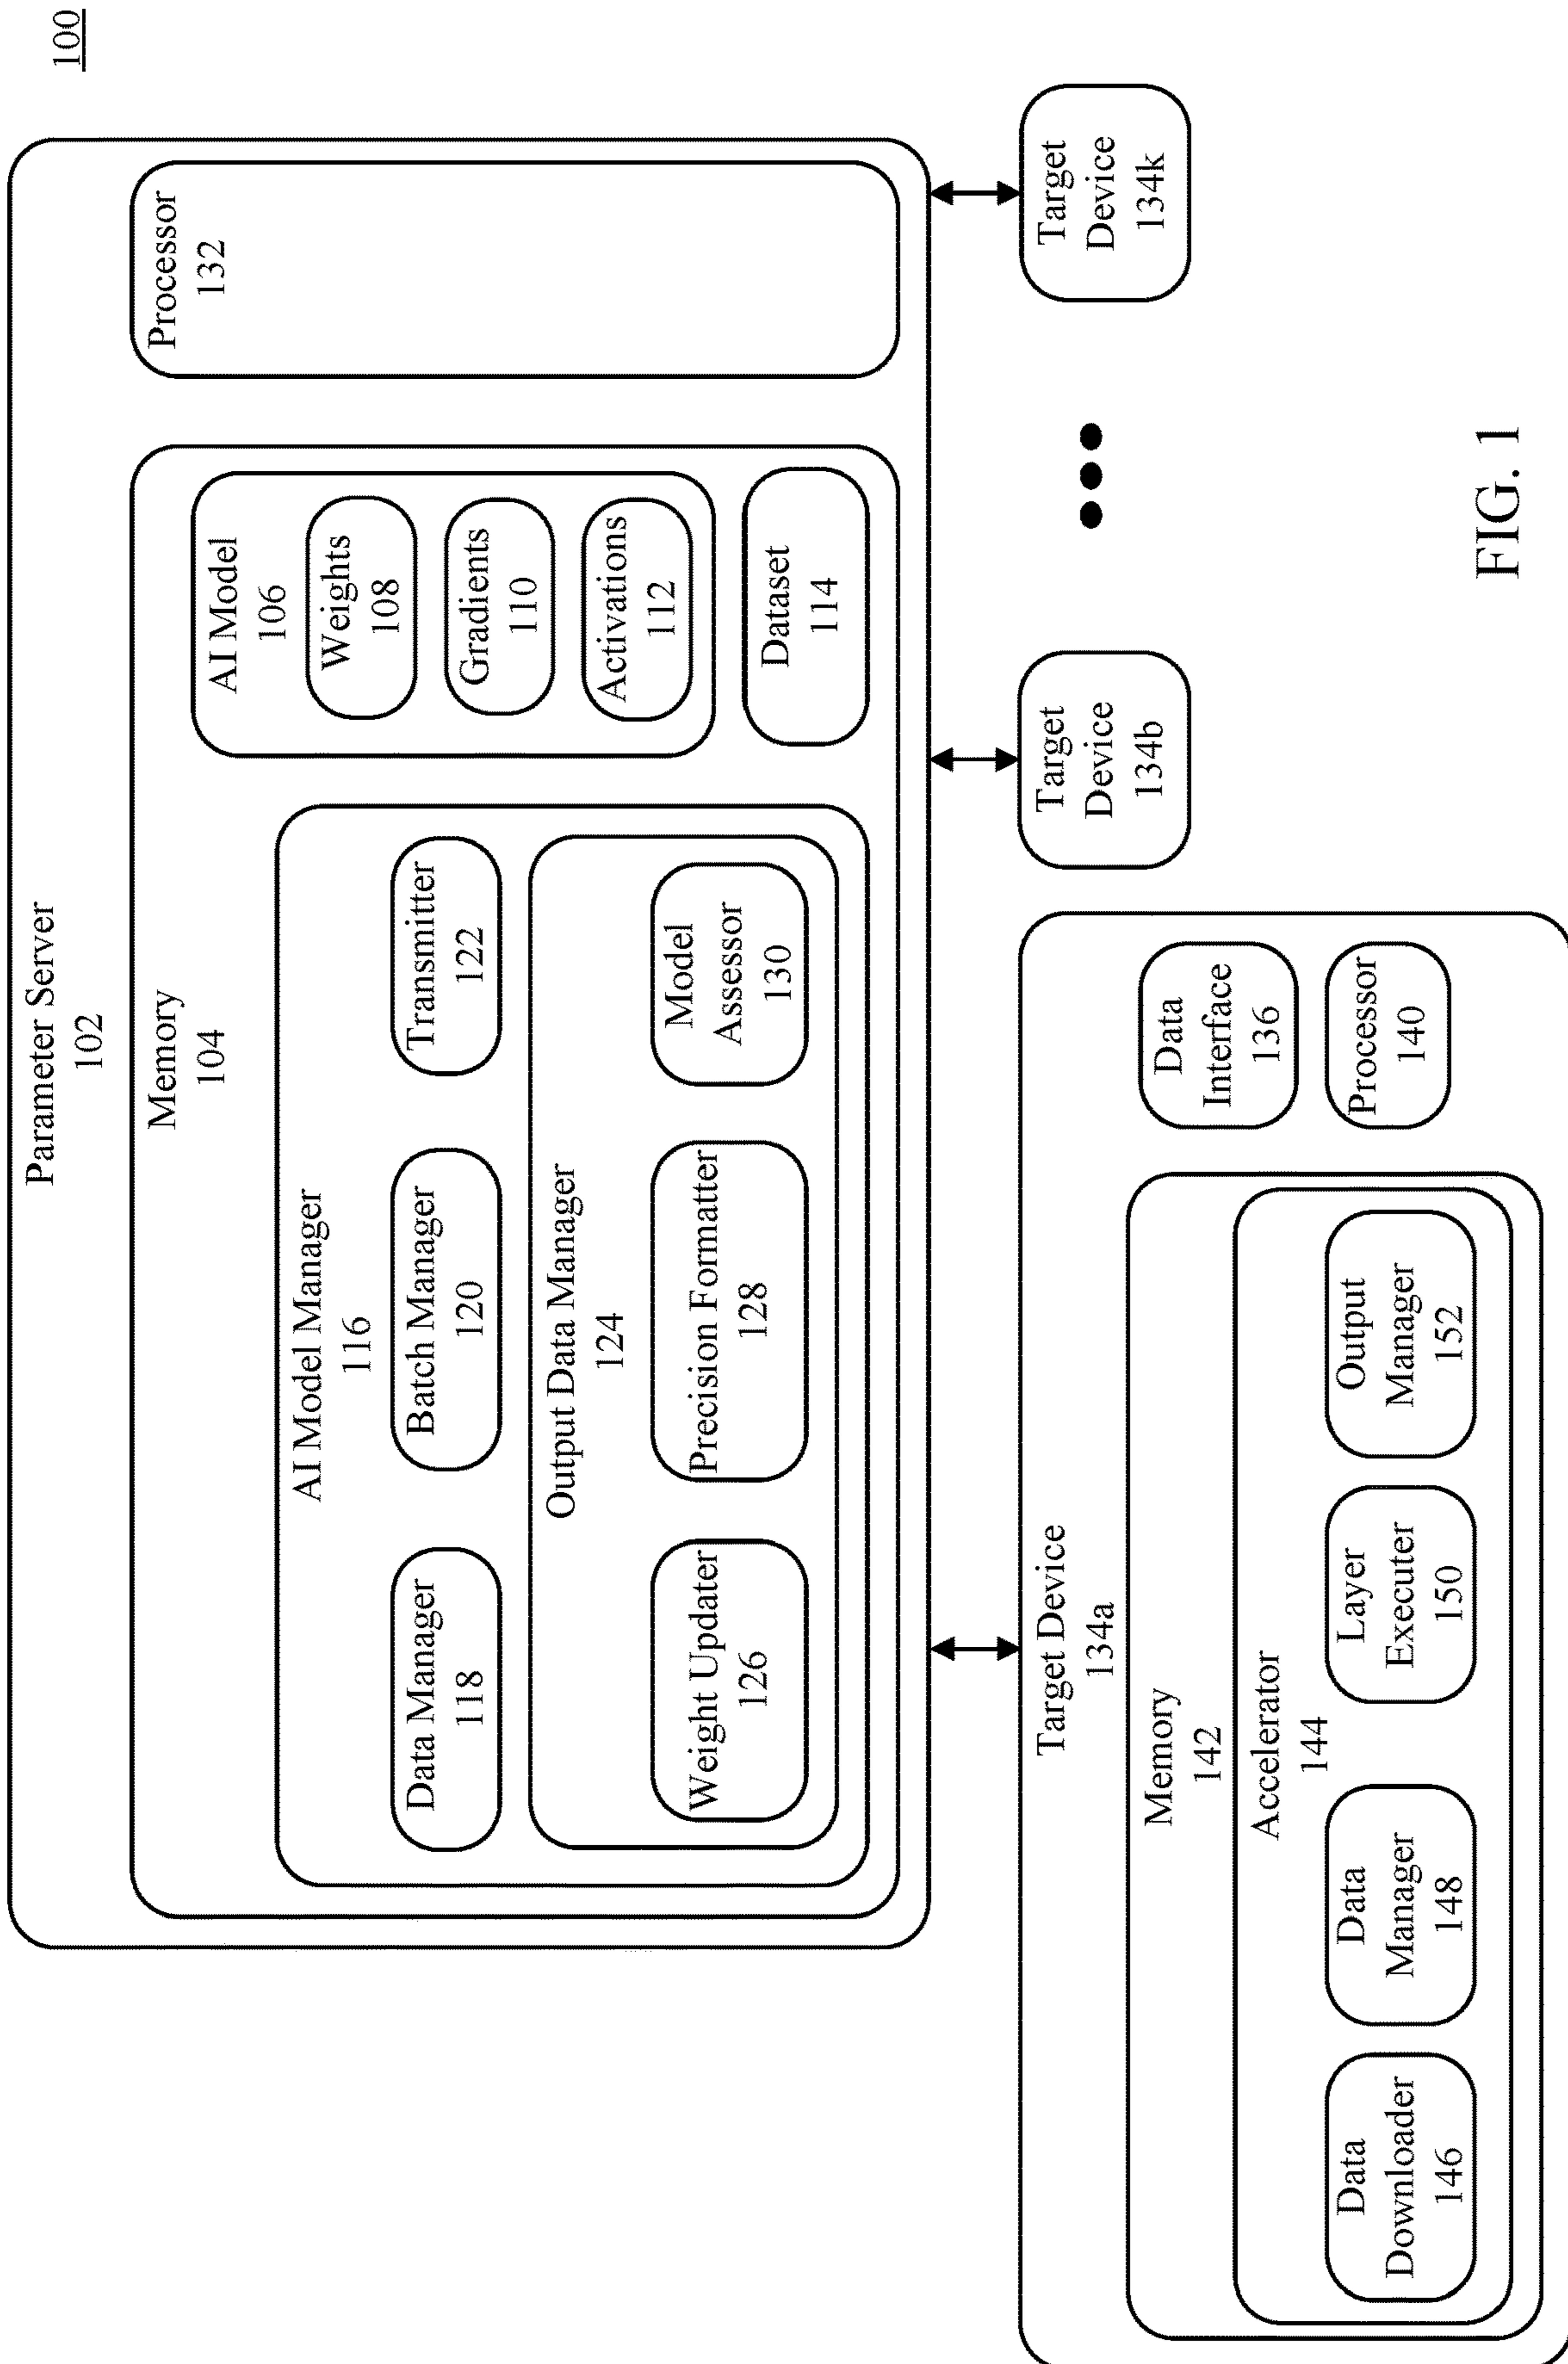 100
Parameter Server
102
Memory
104
AI Model Manager
116
Data Manager
118
Batch Manager
120
Transmitter
122
Output Data Manager
124
Weight Updater
126
Precision Formatter
128
Model
Assessor
130
AI Model
106
Weights
108
Gradients
110
Activations
112
Dataset
114
Processor
132
Target Device
134a
Memory
142
Accelerator
144
Data
Downloader
146
Data
Manager
148
Layer
Executer
150
Output
Manager
152
Data
Interface
136
Processor
140
Target
Device
134b
Target
Device
134k
FIG. 1